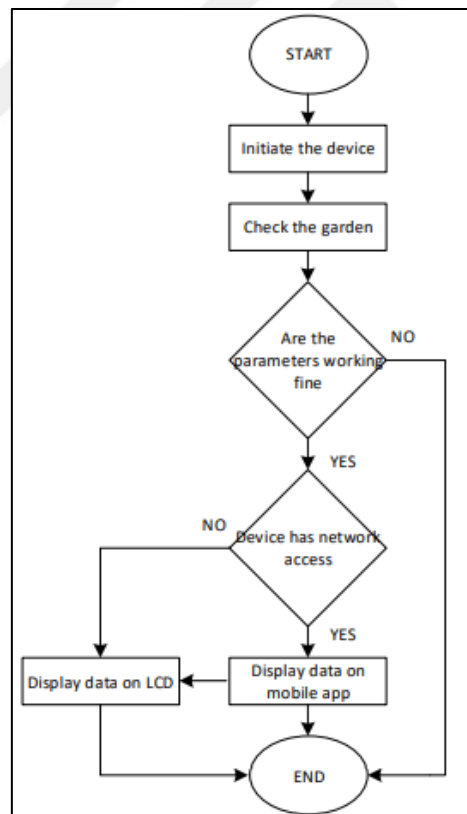 START
Initiate the device
Check the garden
Are the
parameters working
fine
NO
YES
NO
Device has network
access
YES
Display data on LCD
Display data on
mobile app
END